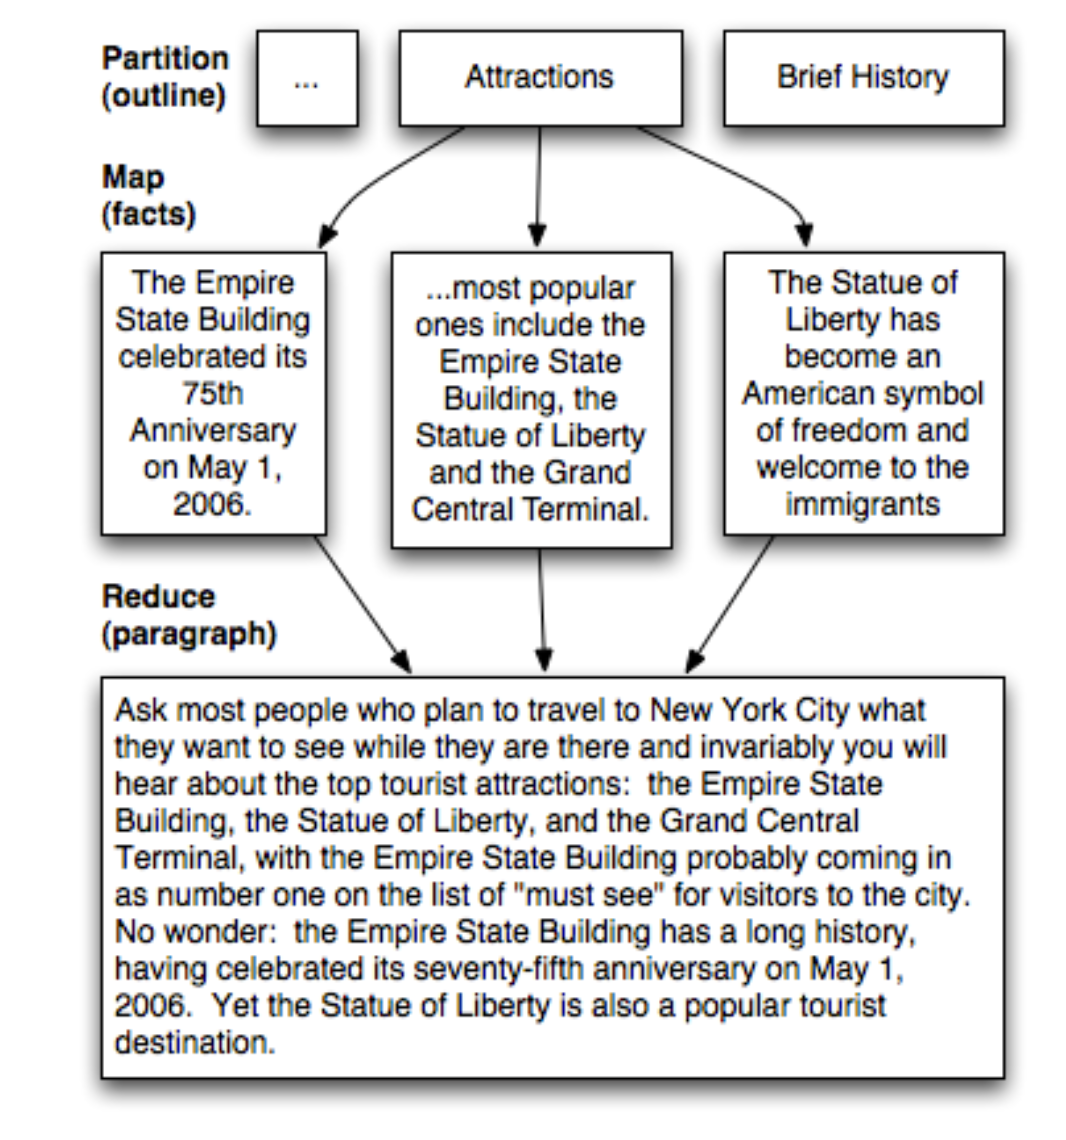 Partition
(outline)
...
Attractions
Brief History
Map
(facts)
The Empire
State Building
celebrated its
75th
Anniversary
on May 1,
2006.
...most popular
ones include the
Empire State
Building, the
Statue of Liberty
and the Grand
Central Terminal.
The Statue of
Liberty has
become an
American symbol
of freedom and
welcome to the
immigrants
Reduce
(paragraph)
Ask most people who plan to travel to New York City what
they want to see while they are there and invariably you will
hear about the top tourist attractions:  the Empire State
Building, the Statue of Liberty, and the Grand Central
Terminal, with the Empire State Building probably coming in
as number one on the list of "must see" for visitors to the city.
No wonder:  the Empire State Building has a long history,
having celebrated its seventy-fifth anniversary on May 1,
2006.  Yet the Statue of Liberty is also a popular tourist
destination.